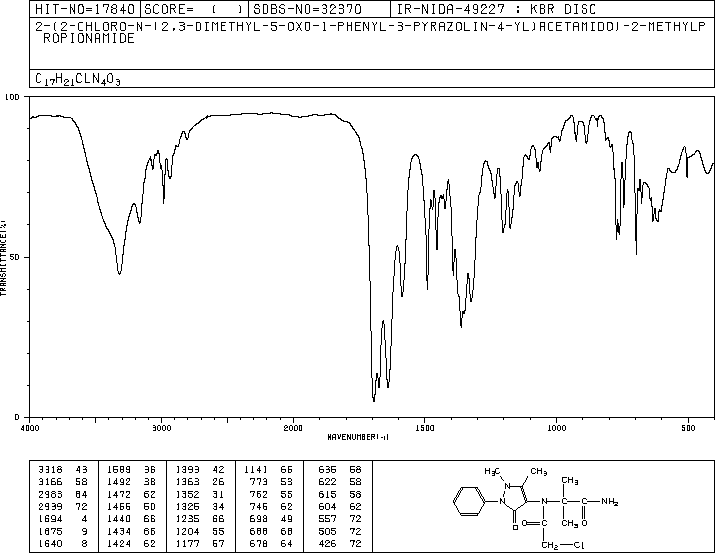 HIT-NO=17840 SCORE= ( ) SDBS-NO=32370 IR-NIDA-49227 : KBR DISC
2-(2-CHLORO-N-(2,3-DIMETHYL-5-OXO-1-PHENYL-3-PYRAZOLIN-4-YL)ACETAMIDO)-2-METHYLP
ROPIONAMIDE
C17H21CLN4O3
100
50
0
TRANSMITTANCE(%)
4000 3000 2000 1500 1000 500
WAVENUMBER(-1)
3318 43 1589 36 1393 42 1141 66 636 58
3166 58 1492 38 1363 26 773 53 622 58
2983 64 1472 62 1352 31 762 55 615 58
2939 72 1456 50 1325 34 746 62 604 62
1694 4 1440 66 1235 66 698 49 557 72
1675 9 1434 66 1204 55 688 68 505 72
1640 8 1424 62 1177 57 678 64 426 72
H3C CH3
N CH3
N N C C NH2
O CH3 O
O C
CH2 Cl